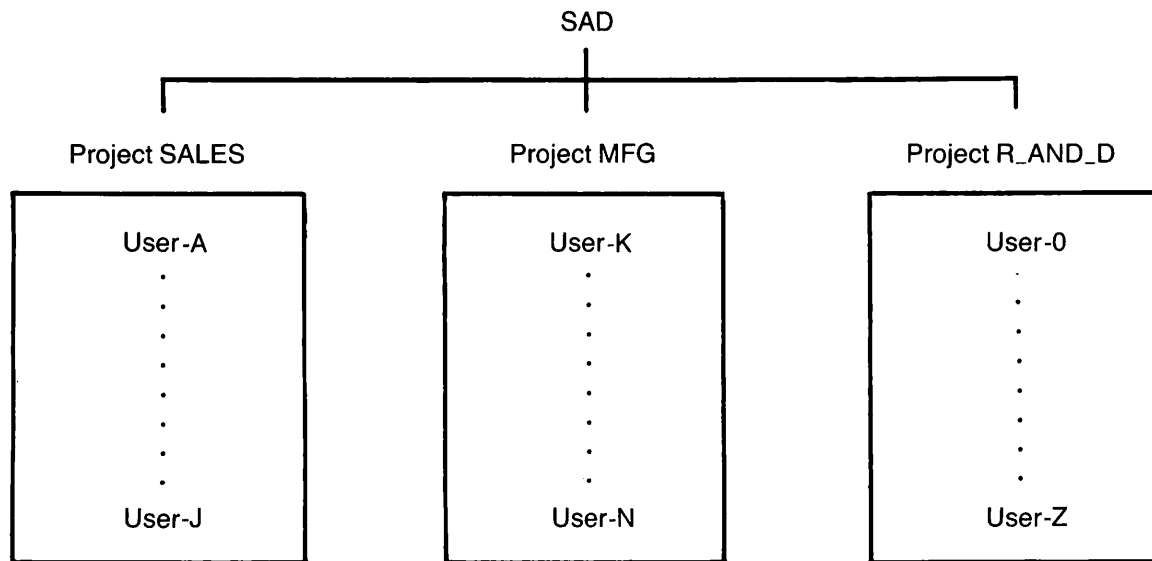 SAD
Project SALES
Project MFG
Project R_AND_D
User-A
User-K
User-0
User-J
User-N
User-Z